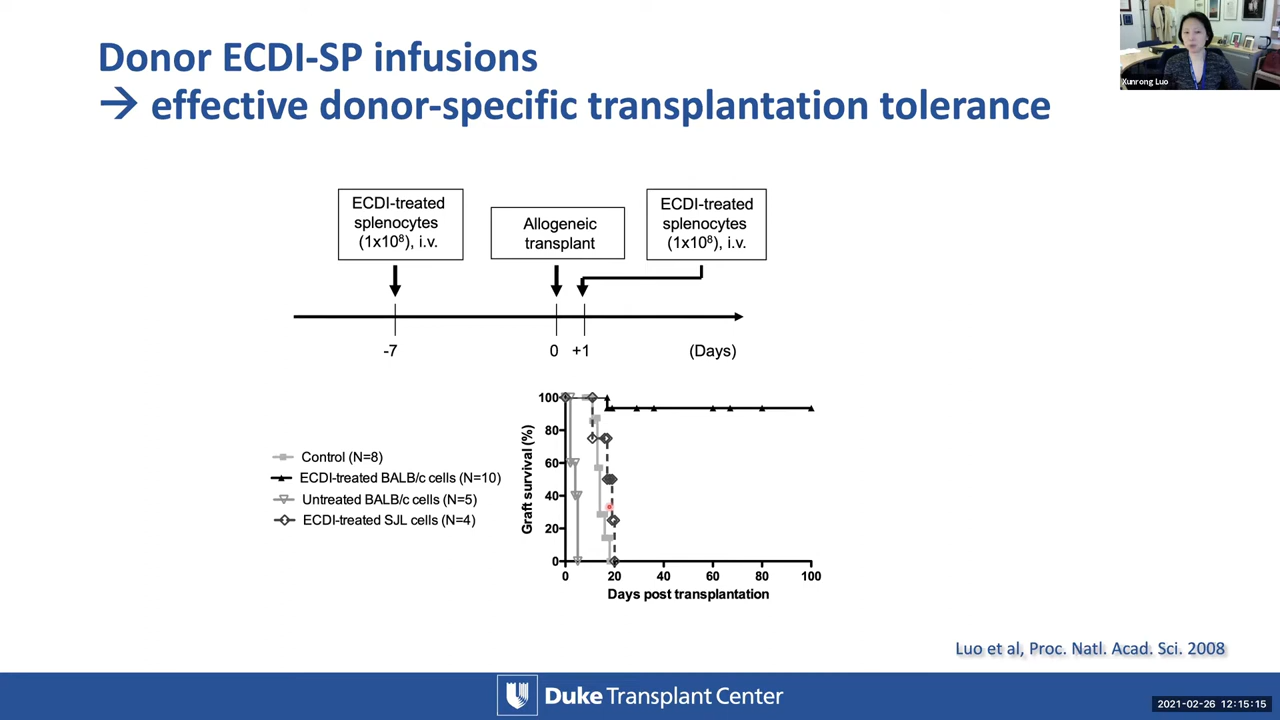 Donor ECDI-SP infusions
→ effective donor-specific transplantation tolerance
Xunrong Luo
ECDI-treated
splenocytes
(1x10⁸), i.v.
Allogeneic
transplant
ECDI-treated
splenocytes
(1x10⁸), i.v.
-7
0
+1
(Days)
Control (N=8)
ECDI-treated BALB/c cells (N=10)
Untreated BALB/c cells (N=5)
ECDI-treated SJL cells (N=4)
Graft survival (%)
100
80
60
40
20
0
0 20 40 60 80 100
Days post transplantation
Luo et al, Proc. Natl. Acad. Sci. 2008
Duke Transplant Center
2021-02-26 12:15:15